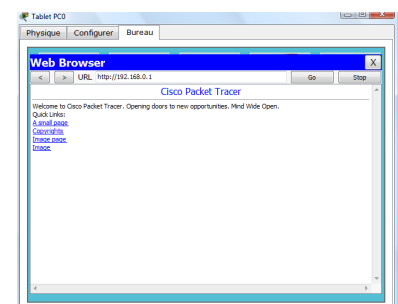 Tablet PC0
Physique Configurer Bureau
Web Browser X
< > URL http://192.168.0.1 Go Stop
Cisco Packet Tracer
Welcome to Cisco Packet Tracer. Opening doors to new opportunities. Mind Wide Open.
Quick Links:
A small page
Copyrights
Image page
Image